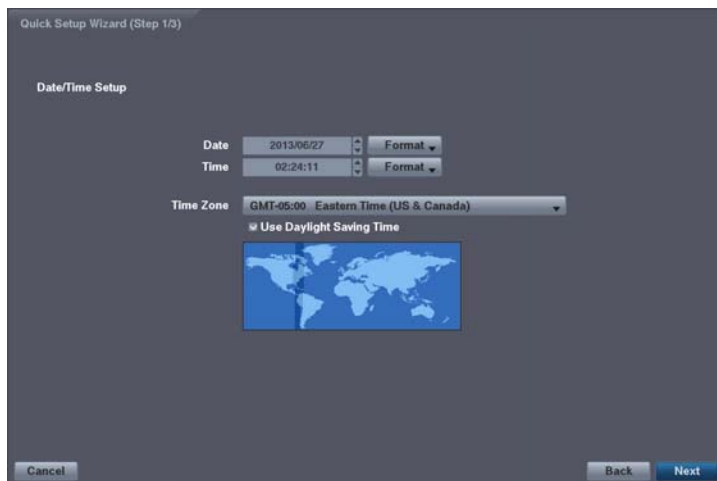 Quick Setup Wizard (Step 1/3)
Date/Time Setup
Date 2013/06/27 Format
Time 02:24:11 Format
Time Zone GMT-05:00 Eastern Time (US & Canada)
Use Daylight Saving Time
Cancel Back Next